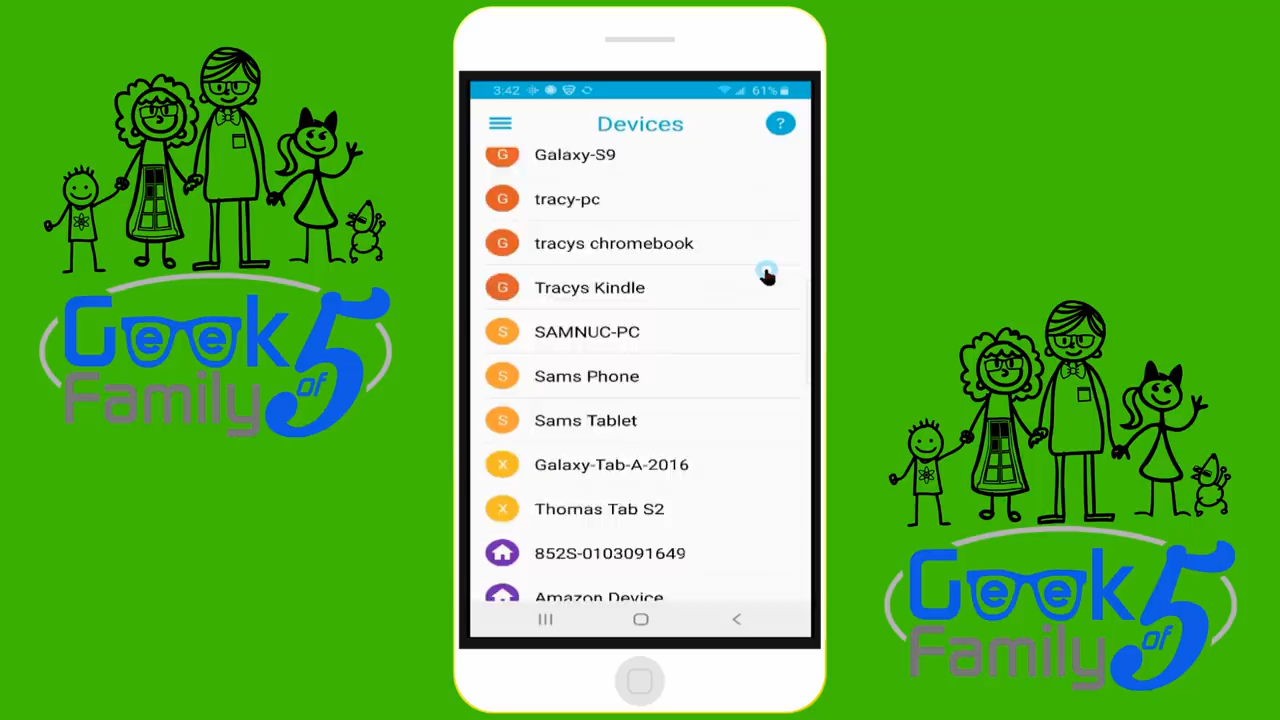 Geek
of
5
Family
3:42
61%
Devices
?
G Galaxy-S9
G tracy-pc
G tracys chromebook
G Tracys Kindle
S SAMNUC-PC
S Sams Phone
S Sams Tablet
X Galaxy-Tab-A-2016
X Thomas Tab S2
852S-0103091649
Amazon Device
Geek
of
5
Family